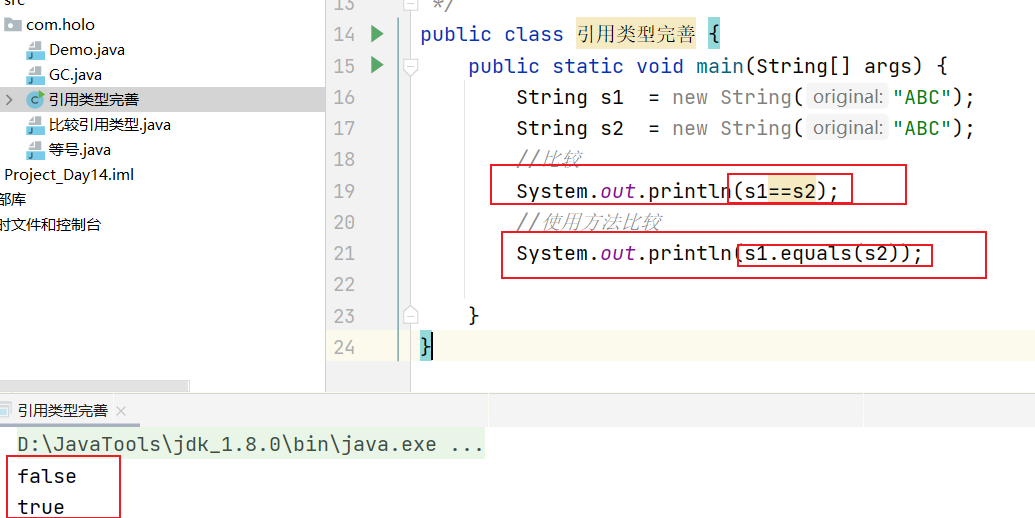 src
com.holo
Demo.java
GC.java
引用类型完善
比较引用类型.java
等号.java
Project_Day14.iml
部库
时文件和控制台
13 */
14 public class 引用类型完善 {
15 public static void main(String[] args) {
16 String s1 = new String( original: "ABC");
17 String s2 = new String( original: "ABC");
18 //比较
19 System.out.println(s1==s2);
20 //使用方法比较
21 System.out.println(s1.equals(s2));
22
23 }
24 }
引用类型完善 ×
D:\JavaTools\jdk_1.8.0\bin\java.exe ...
false
true